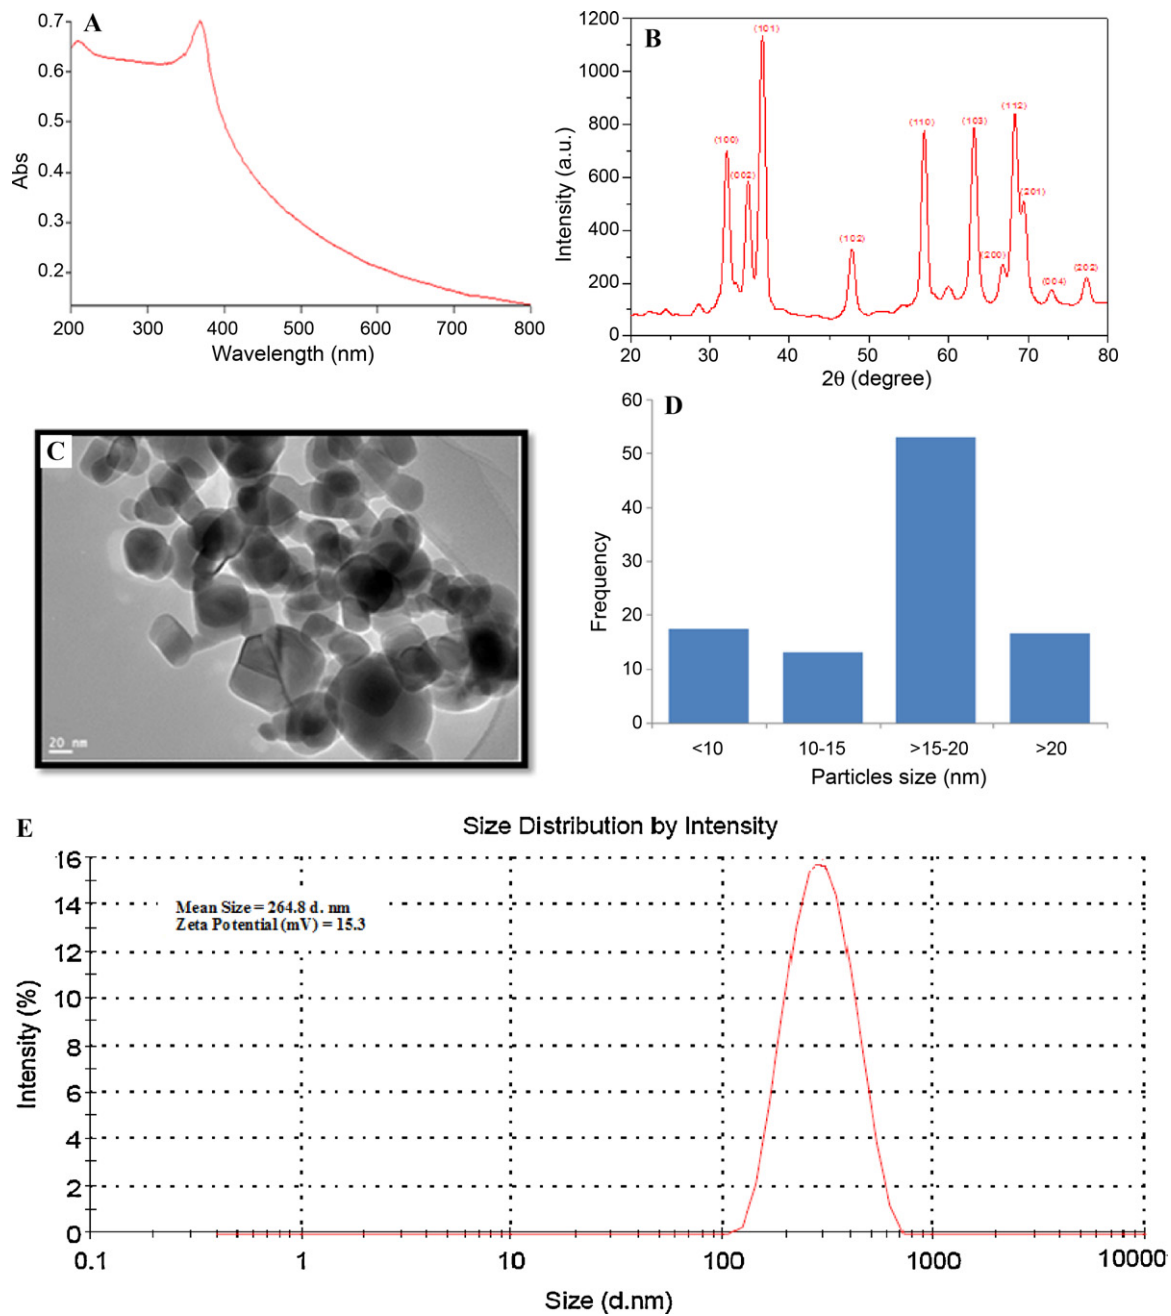 A
0.7
0.6
0.5
0.4
0.3
0.2
Abs
200 300 400 500 600 700 800
Wavelength (nm)
B
1200
1000
800
600
400
200
0
Intensity (a.u.)
(100)
(002)
(101)
(102)
(110)
(103)
(200)
(112)
(201)
(004)
(202)
20 30 40 50 60 70 80
2θ (degree)
C
20 nm
D
60
50
40
30
20
10
0
Frequency
<10 10-15 >15-20 >20
Particles size (nm)
E
Size Distribution by Intensity
Mean Size = 264.8 d. nm
Zeta Potential (mV) = 15.3
16
14
12
10
8
6
4
2
0
Intensity (%)
0.1 1 10 100 1000 10000
Size (d.nm)